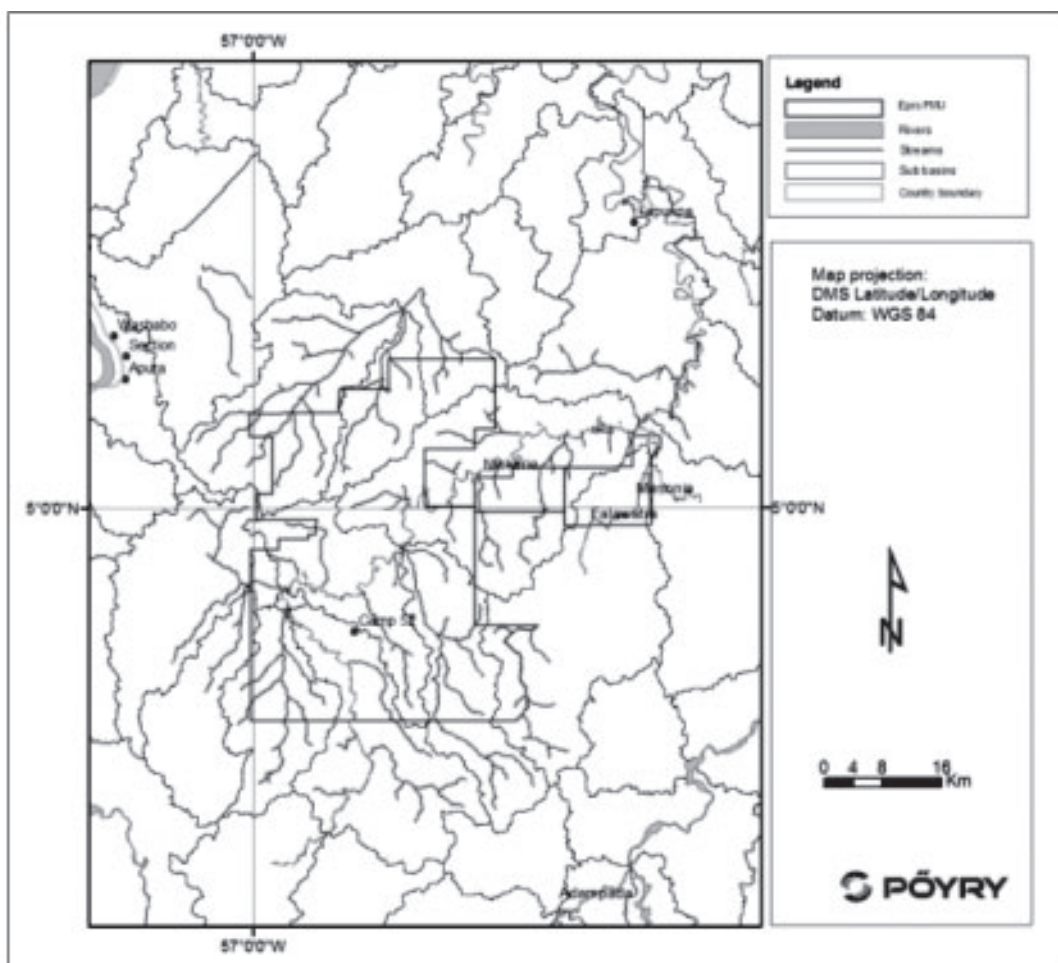 57°0'0"W
Legend
Rivers
Streams
Sub basins
Country boundary
Map projection:
DMS Latitude/Longitude
Datum: WGS 84
Washabo
Section
Apura
5°0'0"N
5°0'0"N
Camp 52
N
0 4 8 16
Km
PÖYRY
57°0'0"W